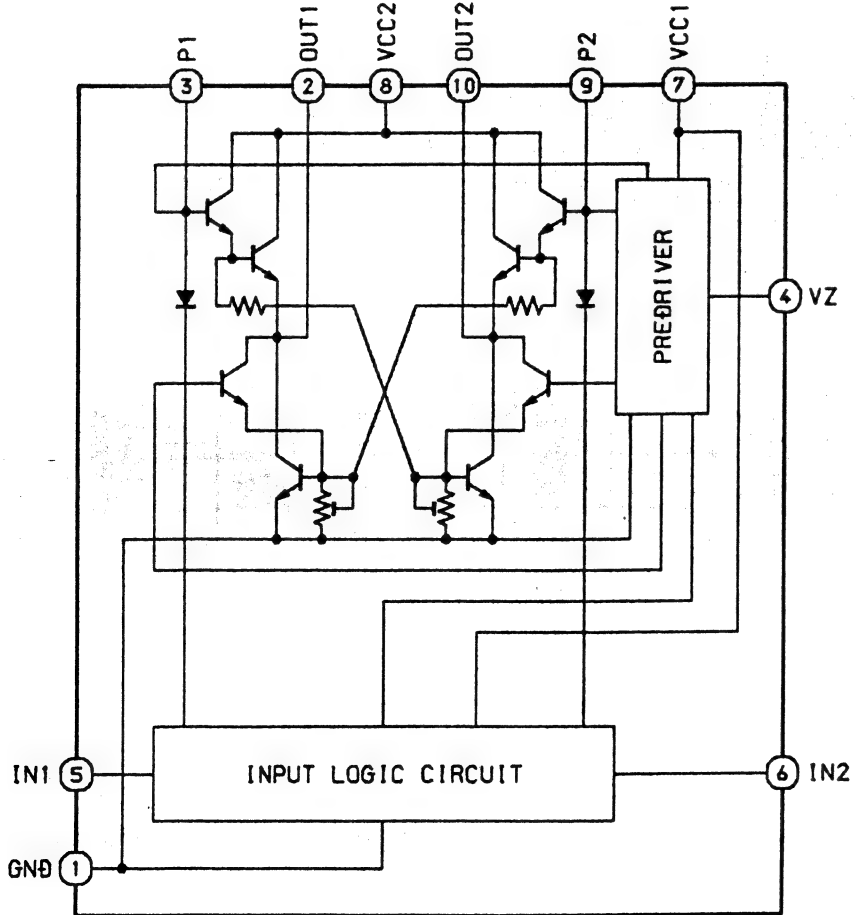 P1
OUT1
VCC2
OUT2
P2
VCC1
3
2
8
10
9
7
PREDRIVER
4 VZ
IN1 5
INPUT LOGIC CIRCUIT
6 IN2
GND 1